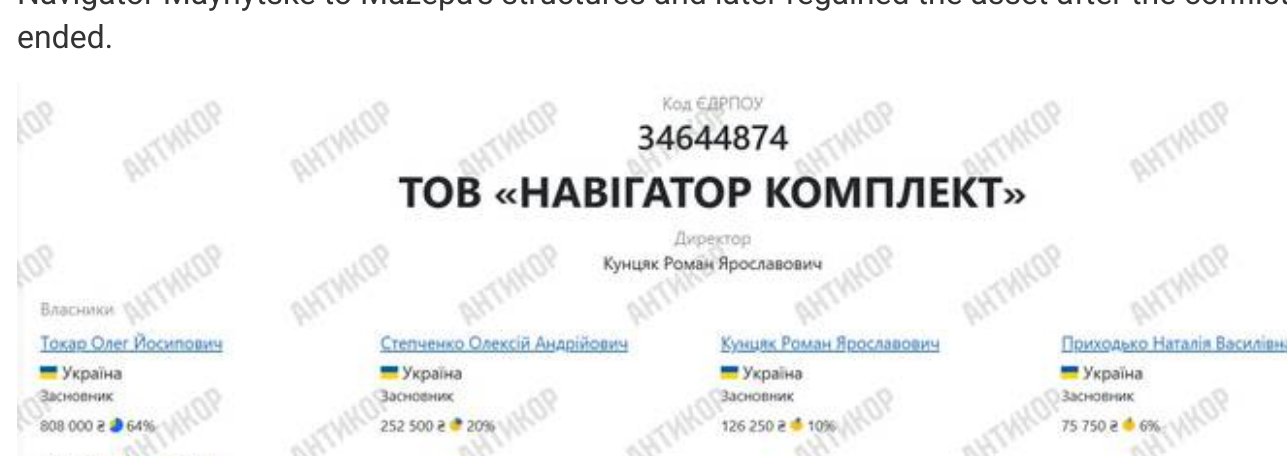 ended.
Код ЄДРПОУ
34644874
ТОВ «НАВІГАТОР КОМПЛЕКТ»
Директор
Кунцяк Роман Ярославович
Власники
Токар Олег Йосипович Степченко Олексій Андрійович Кунцяк Роман Ярославович Приходько Наталія Василівна
Україна Україна Україна Україна
Засновник Засновник Засновник Засновник
808 000 ₴ 64% 252 500 ₴ 20% 126 250 ₴ 10% 75 750 ₴ 6%
АНТИКОР